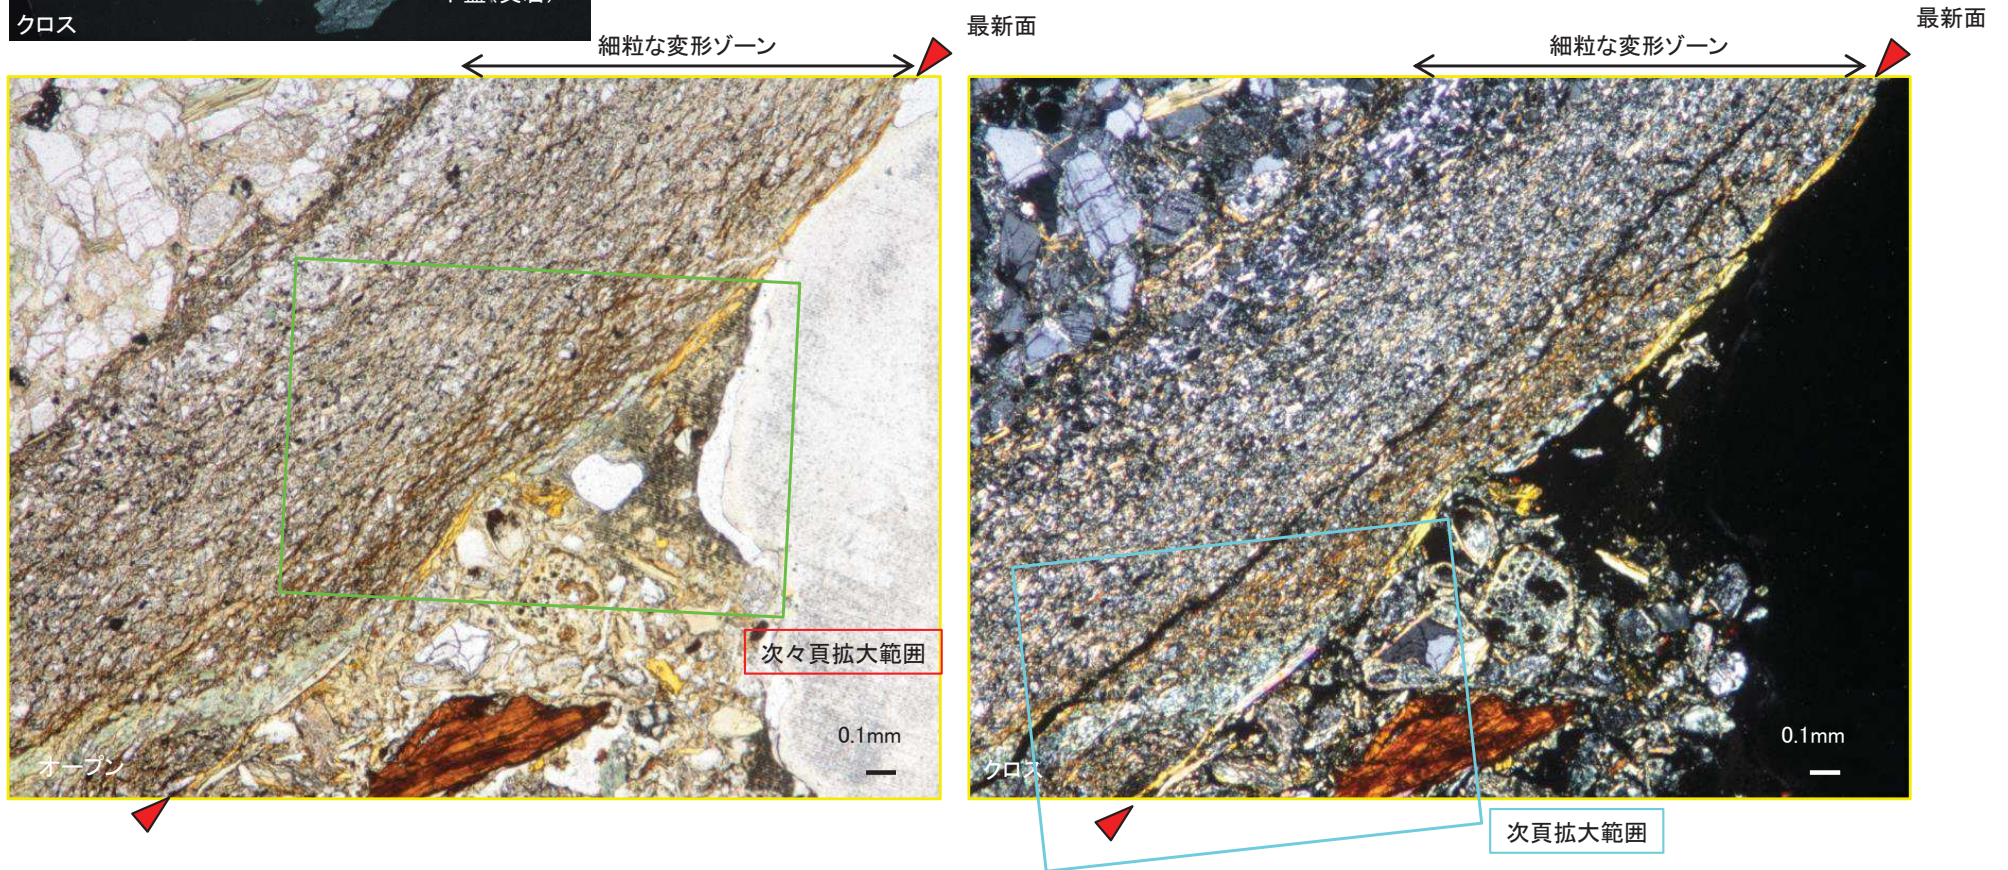 クロス
細粒な変形ゾーン
最新面
細粒な変形ゾーン
最新面
次々頁拡大範囲
0.1mm
オープン
0.1mm
クロス
次頁拡大範囲